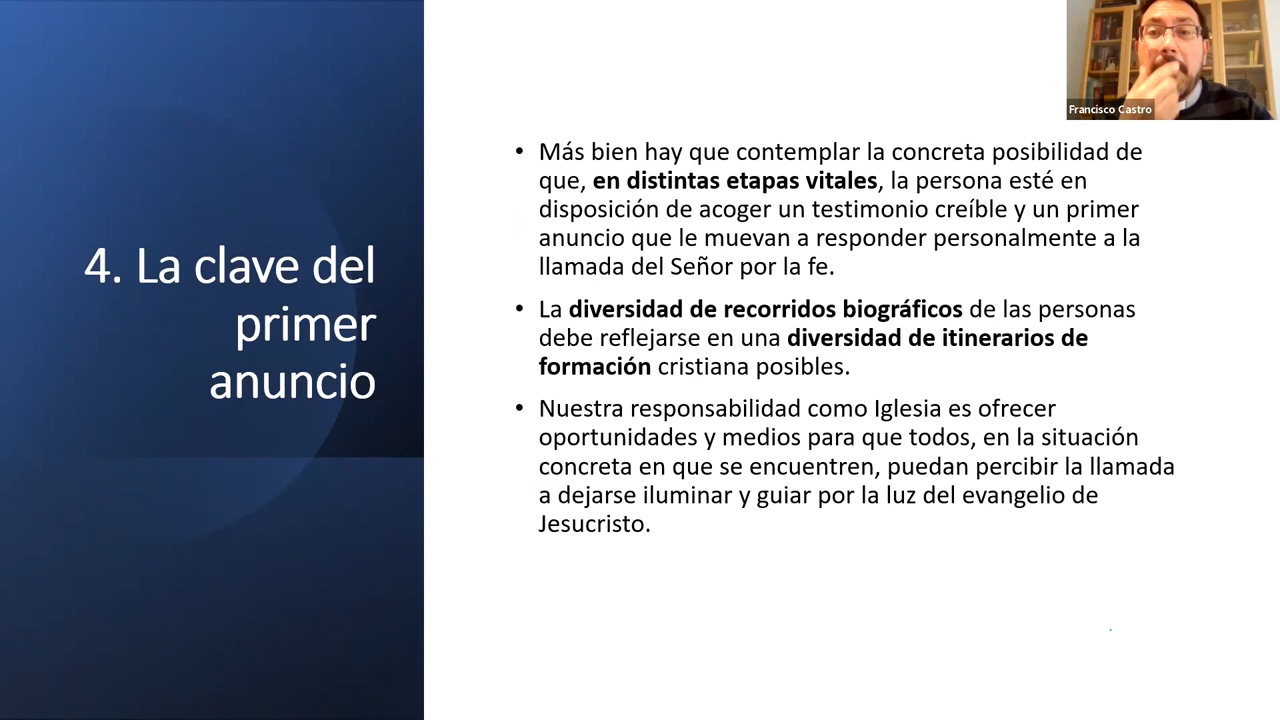 Francisco Castro
4. La clave del
primer
anuncio
• Más bien hay que contemplar la concreta posibilidad de
que, en distintas etapas vitales, la persona esté en
disposición de acoger un testimonio creíble y un primer
anuncio que le muevan a responder personalmente a la
llamada del Señor por la fe.
• La diversidad de recorridos biográficos de las personas
debe reflejarse en una diversidad de itinerarios de
formación cristiana posibles.
• Nuestra responsabilidad como Iglesia es ofrecer
oportunidades y medios para que todos, en la situación
concreta en que se encuentren, puedan percibir la llamada
a dejarse iluminar y guiar por la luz del evangelio de
Jesucristo.